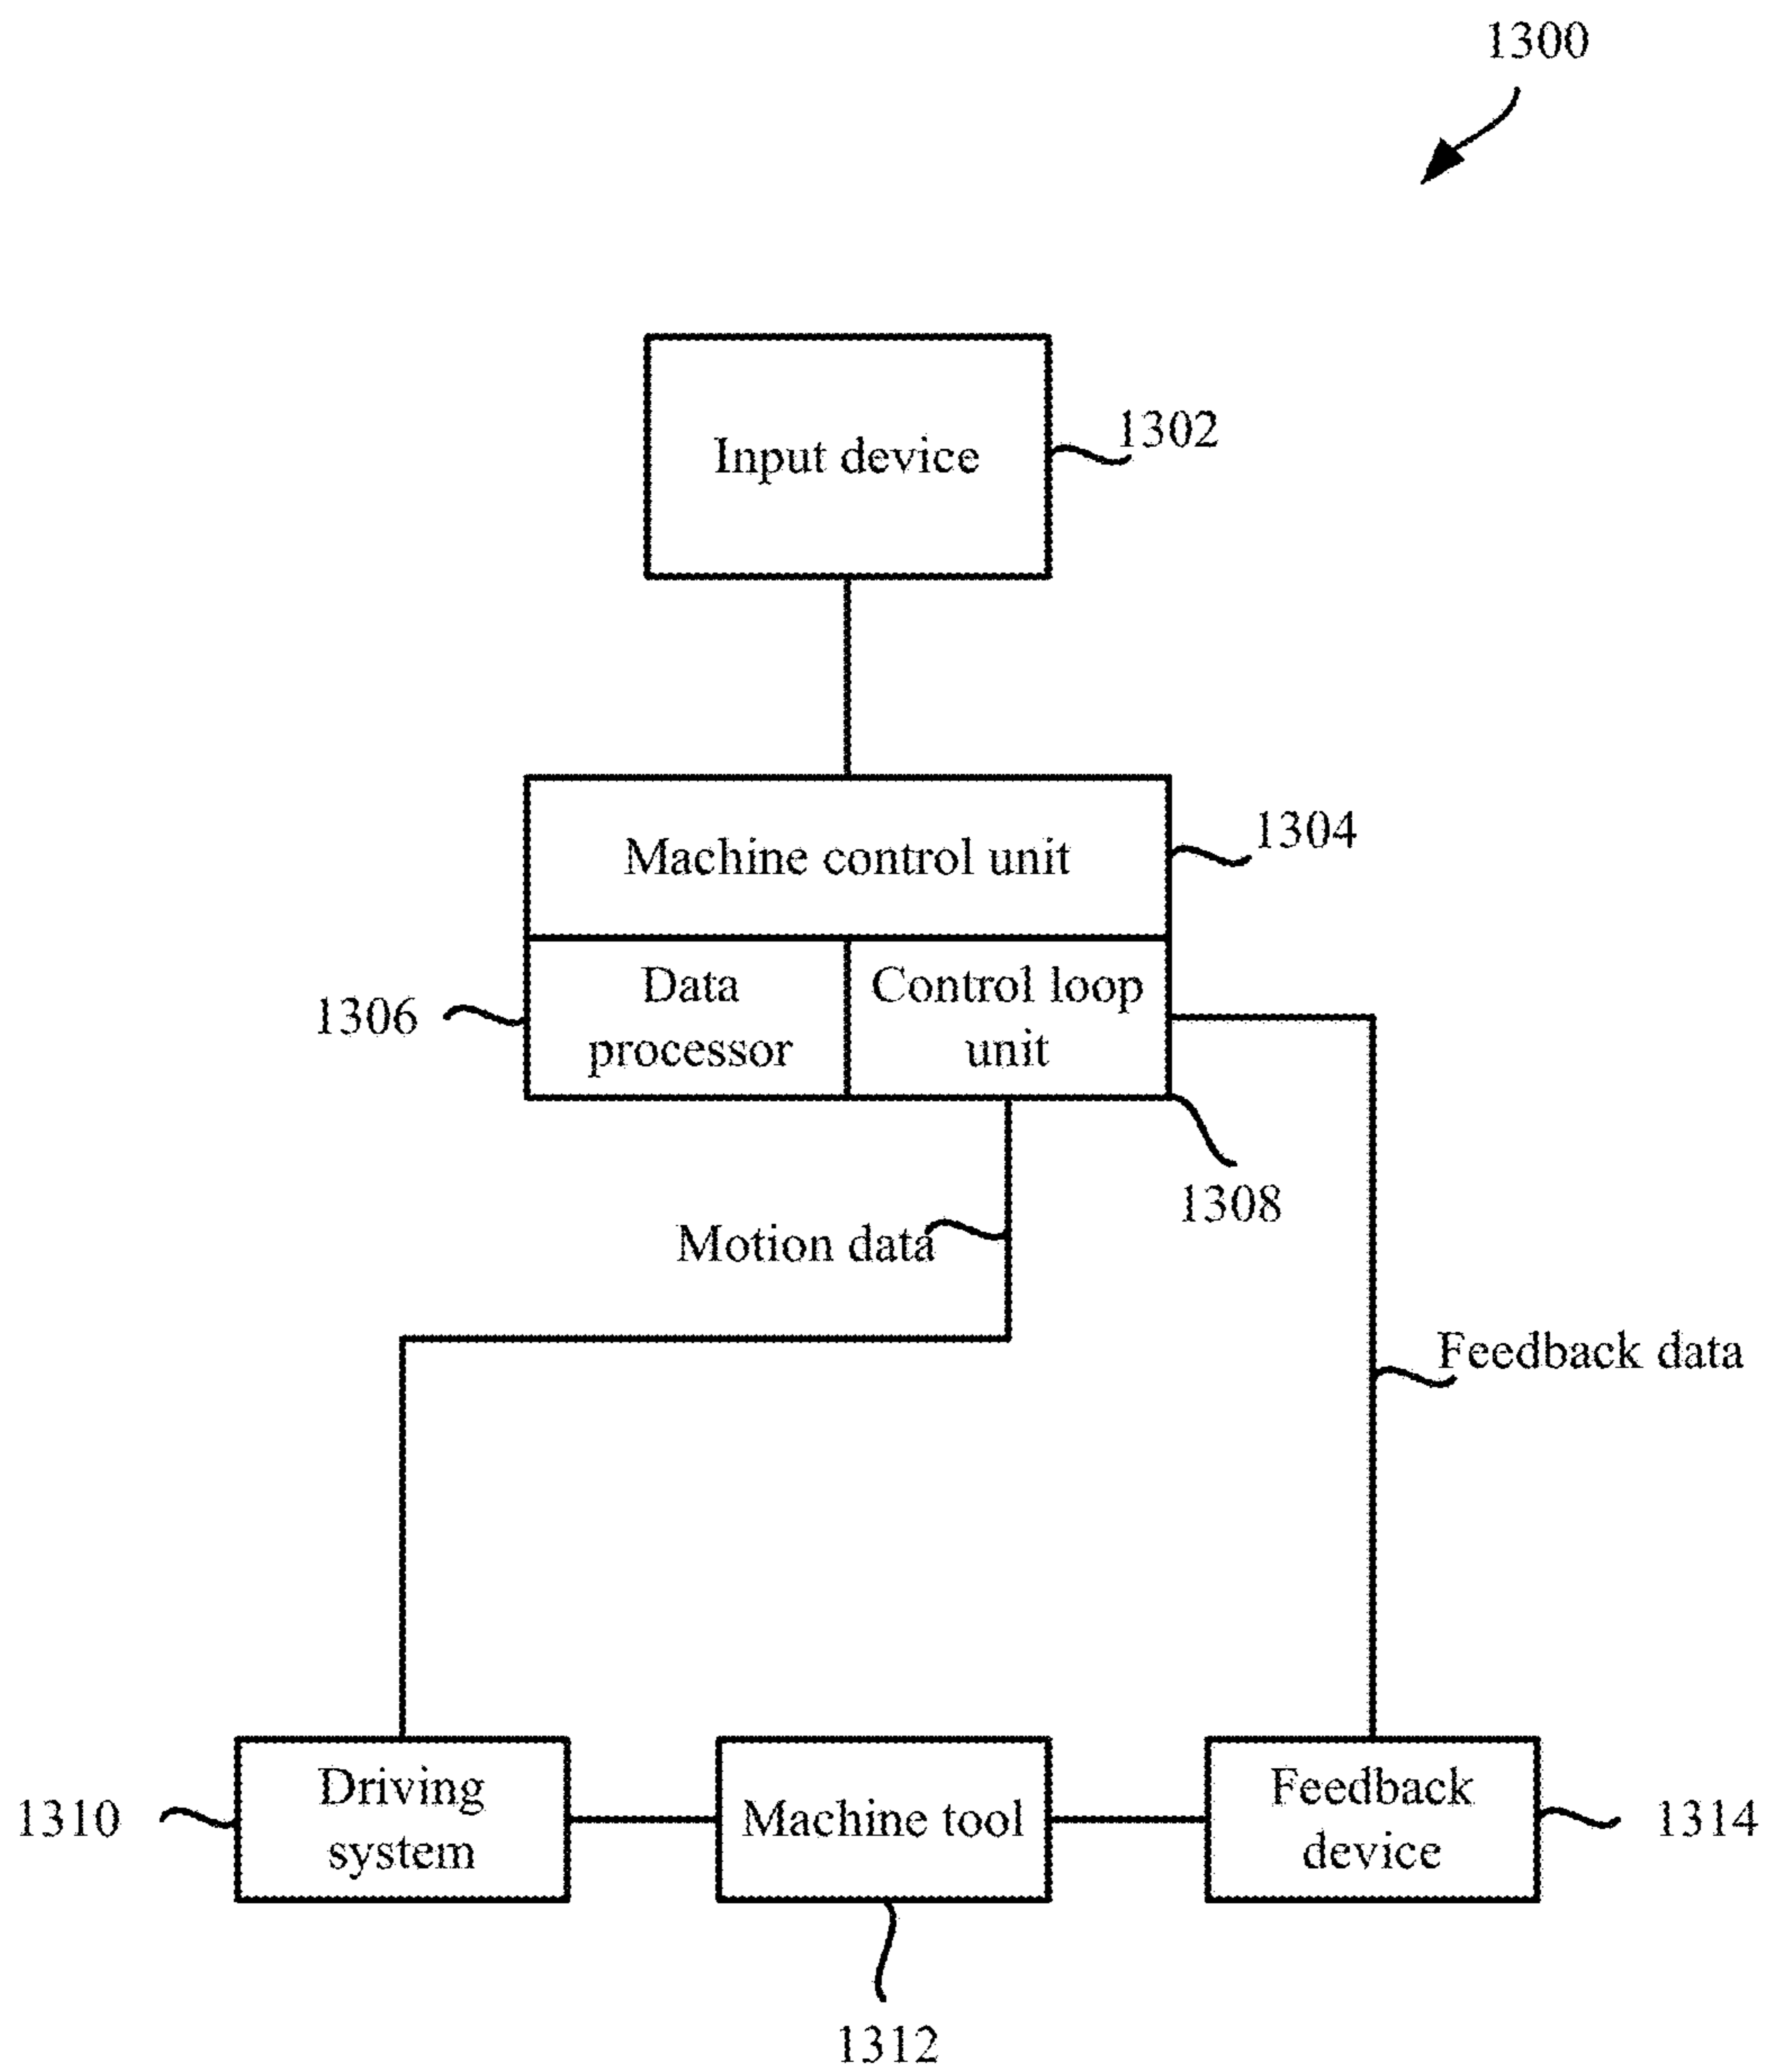 1300
Input device
1302
Machine control unit
1304
Data
processor
1306
Control loop
unit
1308
Motion data
Feedback data
Driving
system
1310
Machine tool
1312
Feedback
device
1314